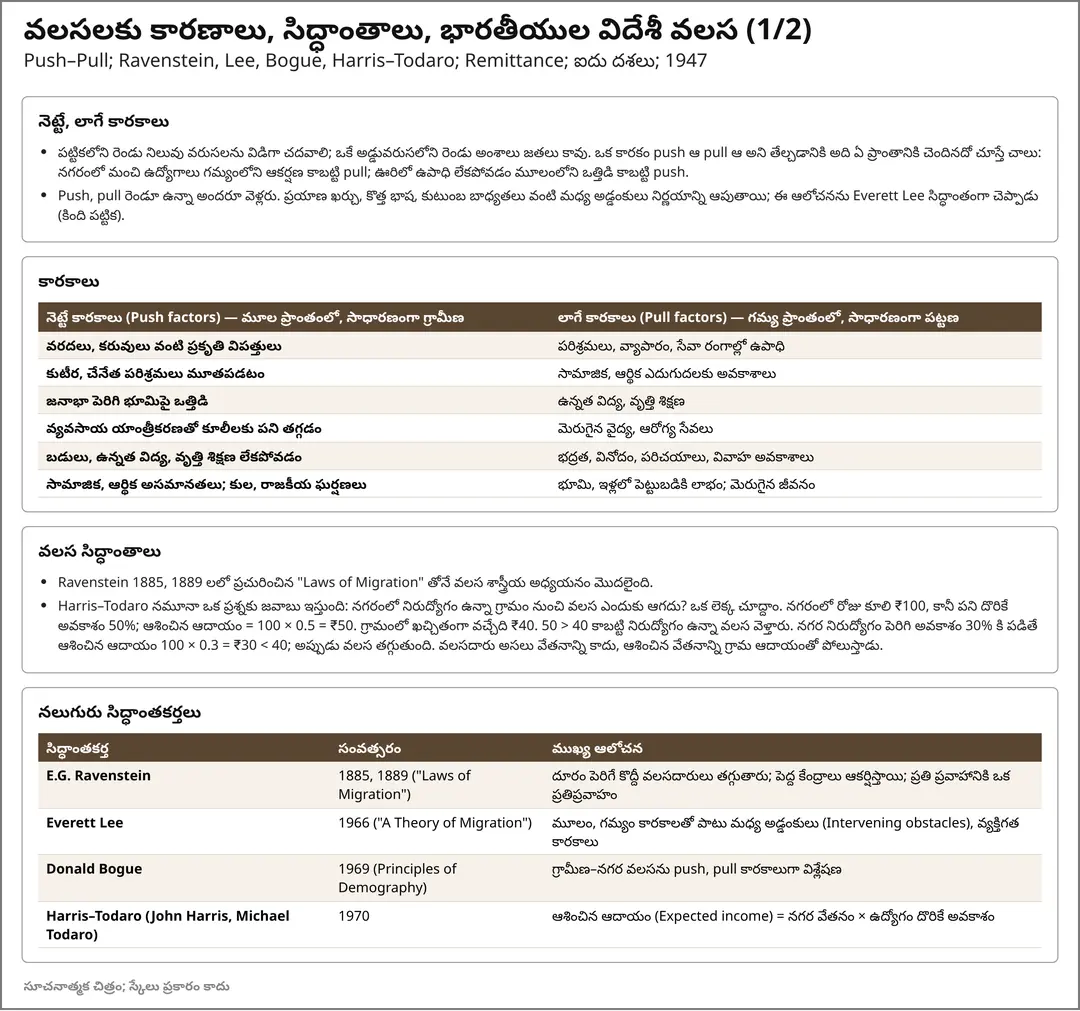 వలసలకు కారణాలు, సిద్ధాంతాలు, భారతీయుల విదేశీ వలస (1/2)
Push–Pull; Ravenstein, Lee, Bogue, Harris–Todaro; Remittance; ఐదు దశలు; 1947
నెట్టే, లాగే కారకాలు
• పట్టికలోని రెండు నిలువు వరుసలను విడిగా చదవాలి; ఒకే అడ్డువరుసలోని రెండు అంశాలు జతలు కావు. ఒక కారకం push ఆ pull ఆ అని తేల్చడానికి అది ఏ ప్రాంతానికి చెందినదో చూస్తే చాలు:
నగరంలో మంచి ఉద్యోగాలు గమ్యంలోని ఆకర్షణ కాబట్టి pull; ఊరిలో ఉపాధి లేకపోవడం మూలంలోని ఒత్తిడి కాబట్టి push.
• Push, pull రెండూ ఉన్నా అందరూ వెళ్లరు. ప్రయాణ ఖర్చు, కొత్త భాష, కుటుంబ బాధ్యతలు వంటి మధ్య అడ్డంకులు నిర్ణయాన్ని ఆపుతాయి; ఈ ఆలోచనను Everett Lee సిద్ధాంతంగా చెప్పాడు
(కింది పట్టిక).
కారకాలు
నెట్టే కారకాలు (Push factors) — మూల ప్రాంతంలో, సాధారణంగా గ్రామీణ లాగే కారకాలు (Pull factors) — గమ్య ప్రాంతంలో, సాధారణంగా పట్టణ
వరదలు, కరువులు వంటి ప్రకృతి విపత్తులు పరిశ్రమలు, వ్యాపారం, సేవా రంగాల్లో ఉపాధి
కుటీర, చేనేత పరిశ్రమలు మూతపడటం సామాజిక, ఆర్థిక ఎదుగుదలకు అవకాశాలు
జనాభా పెరిగి భూమిపై ఒత్తిడి ఉన్నత విద్య, వృత్తి శిక్షణ
వ్యవసాయ యాంత్రీకరణతో కూలీలకు పని తగ్గడం మెరుగైన వైద్య, ఆరోగ్య సేవలు
బడులు, ఉన్నత విద్య, వృత్తి శిక్షణ లేకపోవడం భద్రత, వినోదం, పరిచయాలు, వివాహ అవకాశాలు
సామాజిక, ఆర్థిక అసమానతలు; కుల, రాజకీయ ఘర్షణలు భూమి, ఇళ్లలో పెట్టుబడికి లాభం; మెరుగైన జీవనం
వలస సిద్ధాంతాలు
• Ravenstein 1885, 1889 లలో ప్రచురించిన "Laws of Migration" తోనే వలస శాస్త్రీయ అధ్యయనం మొదలైంది.
• Harris–Todaro నమూనా ఒక ప్రశ్నకు జవాబు ఇస్తుంది: నగరంలో నిరుద్యోగం ఉన్నా గ్రామం నుంచి వలస ఎందుకు ఆగదు? ఒక లెక్క చూద్దాం. నగరంలో రోజు కూలి ₹100, కానీ పని దొరికే
అవకాశం 50%; ఆశించిన ఆదాయం = 100 × 0.5 = ₹50. గ్రామంలో ఖచ్చితంగా వచ్చేది ₹40. 50 > 40 కాబట్టి నిరుద్యోగం ఉన్నా వలస వెళ్తారు. నగర నిరుద్యోగం పెరిగి అవకాశం 30% కి పడితే
ఆశించిన ఆదాయం 100 × 0.3 = ₹30 < 40; అప్పుడు వలస తగ్గుతుంది. వలసదారు అసలు వేతనాన్ని కాదు, ఆశించిన వేతనాన్ని గ్రామ ఆదాయంతో పోలుస్తాడు.
నలుగురు సిద్ధాంతకర్తలు
సిద్ధాంతకర్త సంవత్సరం ముఖ్య ఆలోచన
E.G. Ravenstein 1885, 1889 ("Laws of దూరం పెరిగే కొద్దీ వలసదారులు తగ్గుతారు; పెద్ద కేంద్రాలు ఆకర్షిస్తాయి; ప్రతి ప్రవాహానికి ఒక
Migration") ప్రతిప్రవాహం
Everett Lee 1966 ("A Theory of Migration") మూలం, గమ్యం కారకాలతో పాటు మధ్య అడ్డంకులు (Intervening obstacles), వ్యక్తిగత
కారకాలు
Donald Bogue 1969 (Principles of గ్రామీణ–నగర వలసను push, pull కారకాలుగా విశ్లేషణ
Demography)
Harris–Todaro (John Harris, Michael 1970 ఆశించిన ఆదాయం (Expected income) = నగర వేతనం × ఉద్యోగం దొరికే అవకాశం
Todaro)
సూచనాత్మక చిత్రం; స్కేలు ప్రకారం కాదు